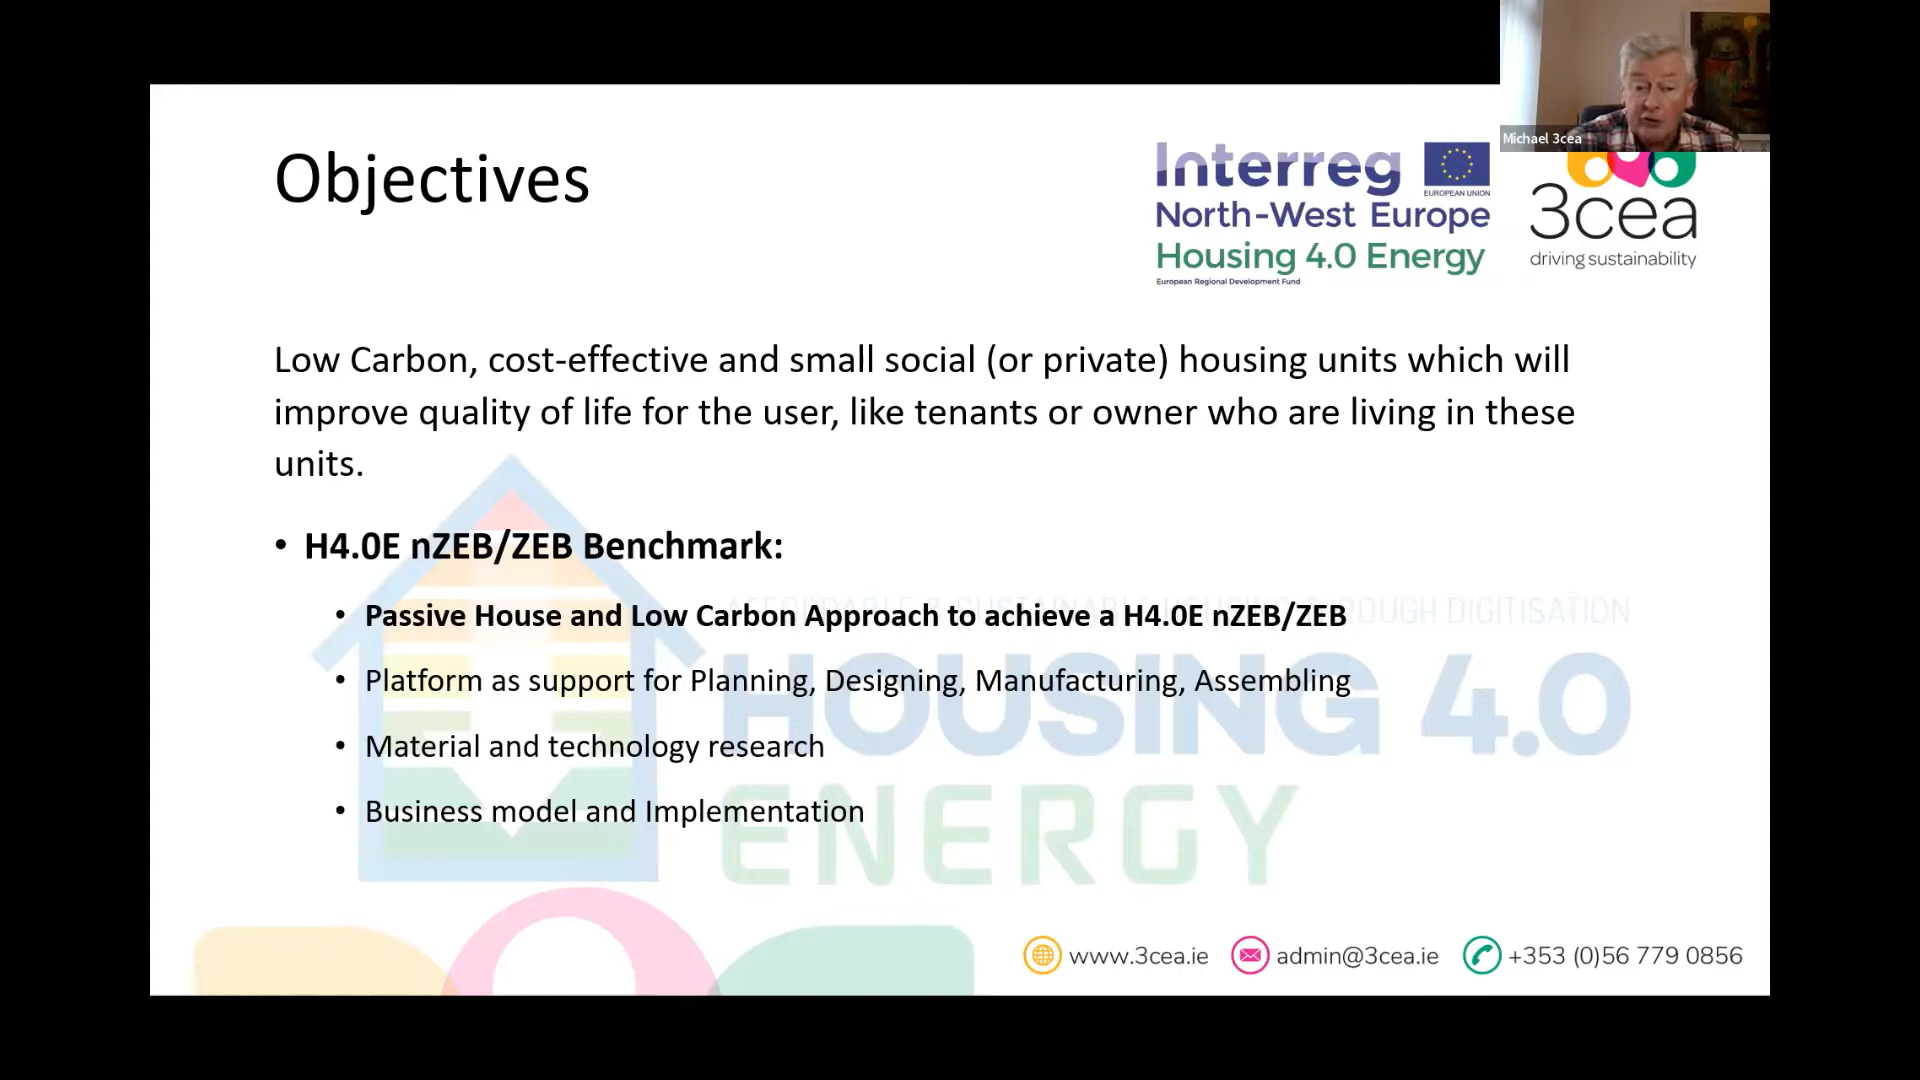 Michael 3cea
Objectives
Interreg
EUROPEAN UNION
North-West Europe
Housing 4.0 Energy
European Regional Development Fund
3cea
driving sustainability
Low Carbon, cost-effective and small social (or private) housing units which will
improve quality of life for the user, like tenants or owner who are living in these
units.
• H4.0E nZEB/ZEB Benchmark:
• Passive House and Low Carbon Approach to achieve a H4.0E nZEB/ZEB
• Platform as support for Planning, Designing, Manufacturing, Assembling
• Material and technology research
• Business model and Implementation
AFFORDABLE & SUSTAINABLE HOUSING THROUGH DIGITISATION
HOUSING 4.0
ENERGY
www.3cea.ie admin@3cea.ie +353 (0)56 779 0856